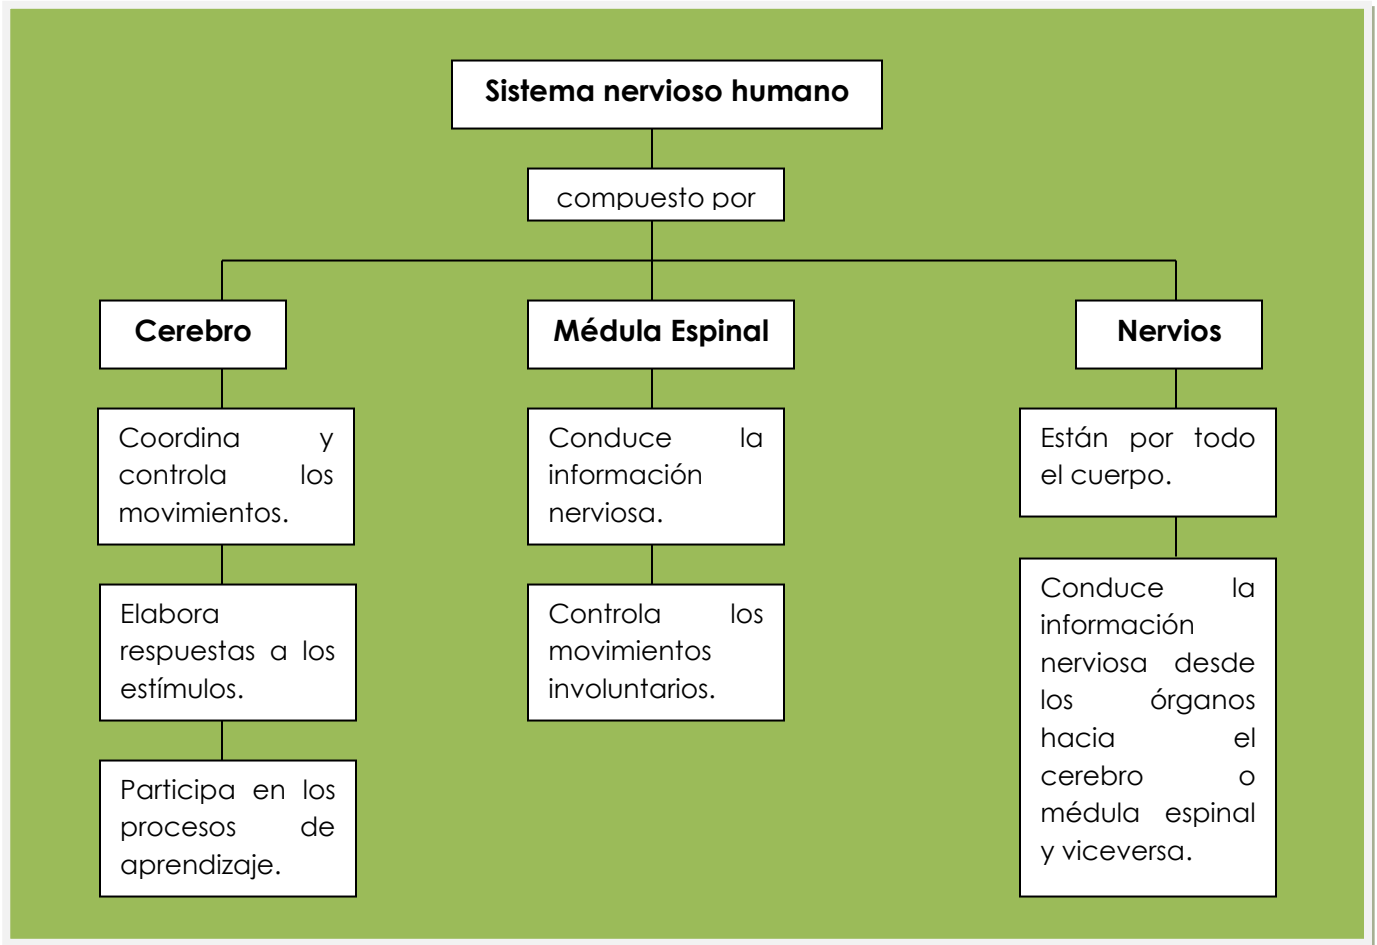 Sistema nervioso humano
compuesto por
Cerebro
Coordina y
controla los
movimientos.
Elabora
respuestas a los
estímulos.
Participa en los
procesos de
aprendizaje.
Médula Espinal
Conduce la
información
nerviosa.
Controla los
movimientos
involuntarios.
Nervios
Están por todo
el cuerpo.
Conduce la
información
nerviosa desde
los órganos
hacia el
cerebro o
médula espinal
y viceversa.